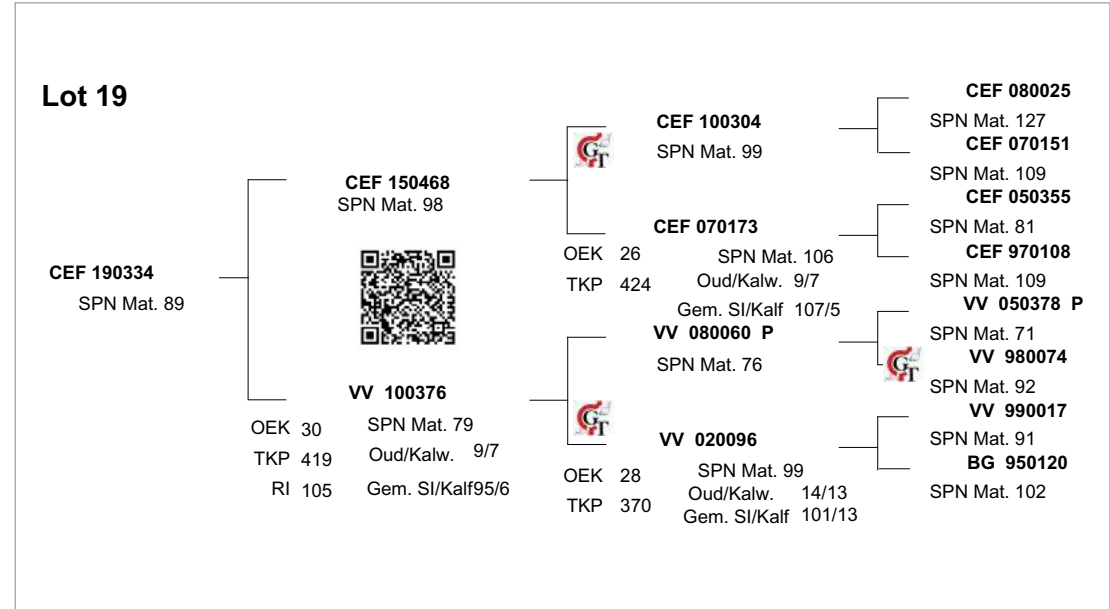 Lot 19
CEF 190334
SPN Mat. 89
CEF 150468
SPN Mat. 98
VV 100376
OEK 30 SPN Mat. 79
TKP 419 Oud/Kalw. 9/7
RI 105 Gem. SI/Kalf95/6
GT
CEF 100304
SPN Mat. 99
CEF 070173
OEK 26 SPN Mat. 106
TKP 424 Oud/Kalw. 9/7
Gem. SI/Kalf 107/5
VV 080060 P
SPN Mat. 76
GT
VV 020096
OEK 28 SPN Mat. 99
TKP 370 Oud/Kalw. 14/13
Gem. SI/Kalf 101/13
CEF 080025
SPN Mat. 127
CEF 070151
SPN Mat. 109
CEF 050355
SPN Mat. 81
CEF 970108
SPN Mat. 109
VV 050378 P
SPN Mat. 71
GT
VV 980074
SPN Mat. 92
VV 990017
SPN Mat. 91
BG 950120
SPN Mat. 102